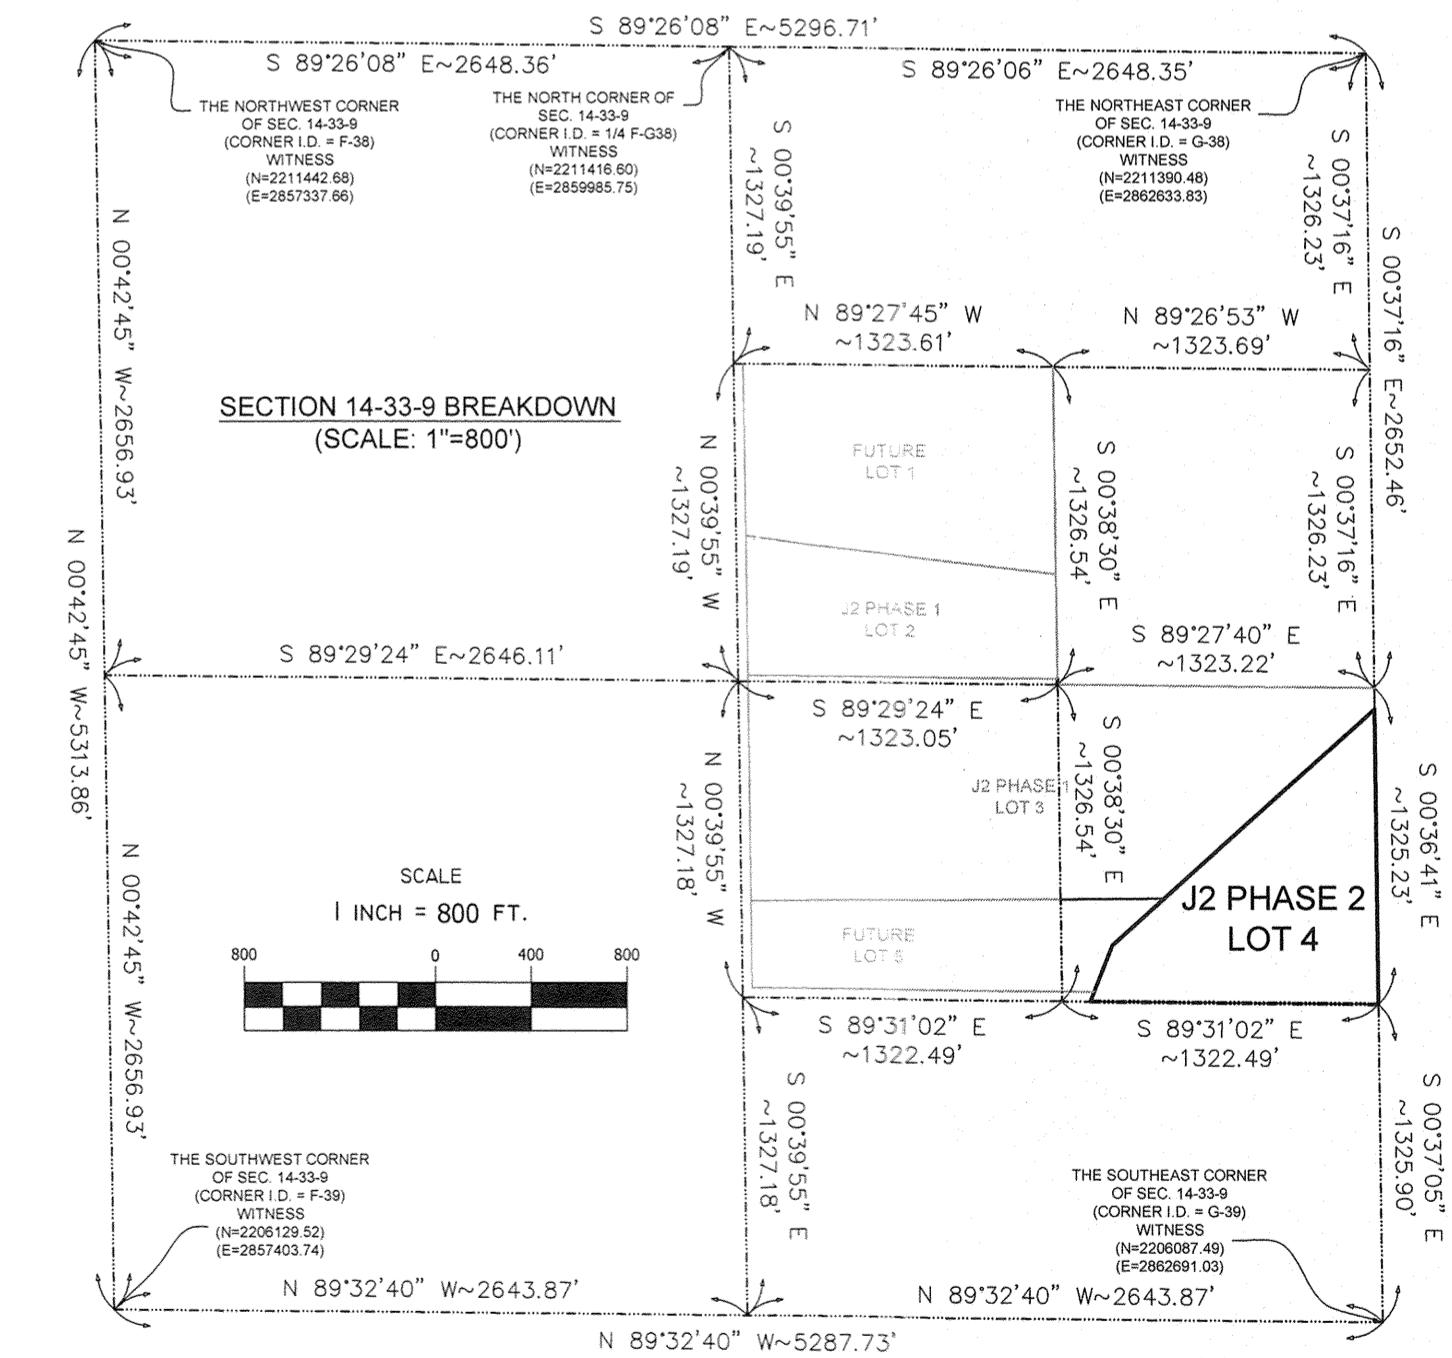 S 89°26'08" E~5296.71'
S 89°26'08" E~2648.36'
S 89°26'06" E~2648.35'
THE NORTHWEST CORNER
OF SEC. 14-33-9
(CORNER I.D. = F-38)
WITNESS
(N=2211442.68)
(E=2857337.66)
THE NORTH CORNER OF
SEC. 14-33-9
(CORNER I.D. = 1/4 F-G38)
WITNESS
(N=2211416.60)
(E=2859985.75)
THE NORTHEAST CORNER
OF SEC. 14-33-9
(CORNER I.D. = G-38)
WITNESS
(N=2211390.48)
(E=2862633.83)
N 00°42'45" W~2656.93'
S 00°39'55" E
~1327.19'
S 00°37'16" E
~1326.23'
S 00°37'16" E~2652.46'
N 89°27'45" W
~1323.61'
N 89°26'53" W
~1323.69'
SECTION 14-33-9 BREAKDOWN
(SCALE: 1"=800')
N 00°39'55" W
~1327.19'
FUTURE
LOT 1
S 00°38'30" E
~1326.54'
S 00°37'16" E
~1326.23'
J2 PHASE 1
LOT 2
N 00°42'45" W~5313.86'
S 89°29'24" E~2646.11'
S 89°27'40" E
~1323.22'
S 89°29'24" E
~1323.05'
N 00°39'55" W
~1327.18'
J2 PHASE 1
LOT 3
S 00°38'30" E
~1326.54'
S 00°36'41" E
~1325.23'
N 00°42'45" W~2656.93'
SCALE
1 INCH = 800 FT.
800 0 400 800
J2 PHASE 2
LOT 4
FUTURE
LOT 5
S 89°31'02" E
~1322.49'
S 89°31'02" E
~1322.49'
S 00°39'55" E
~1327.18'
S 00°37'05" E
~1325.90'
THE SOUTHWEST CORNER
OF SEC. 14-33-9
(CORNER I.D. = F-39)
WITNESS
(N=2206129.52)
(E=2857403.74)
THE SOUTHEAST CORNER
OF SEC. 14-33-9
(CORNER I.D. = G-39)
WITNESS
(N=2206087.49)
(E=2862691.03)
N 89°32'40" W~2643.87'
N 89°32'40" W~2643.87'
N 89°32'40" W~5287.73'